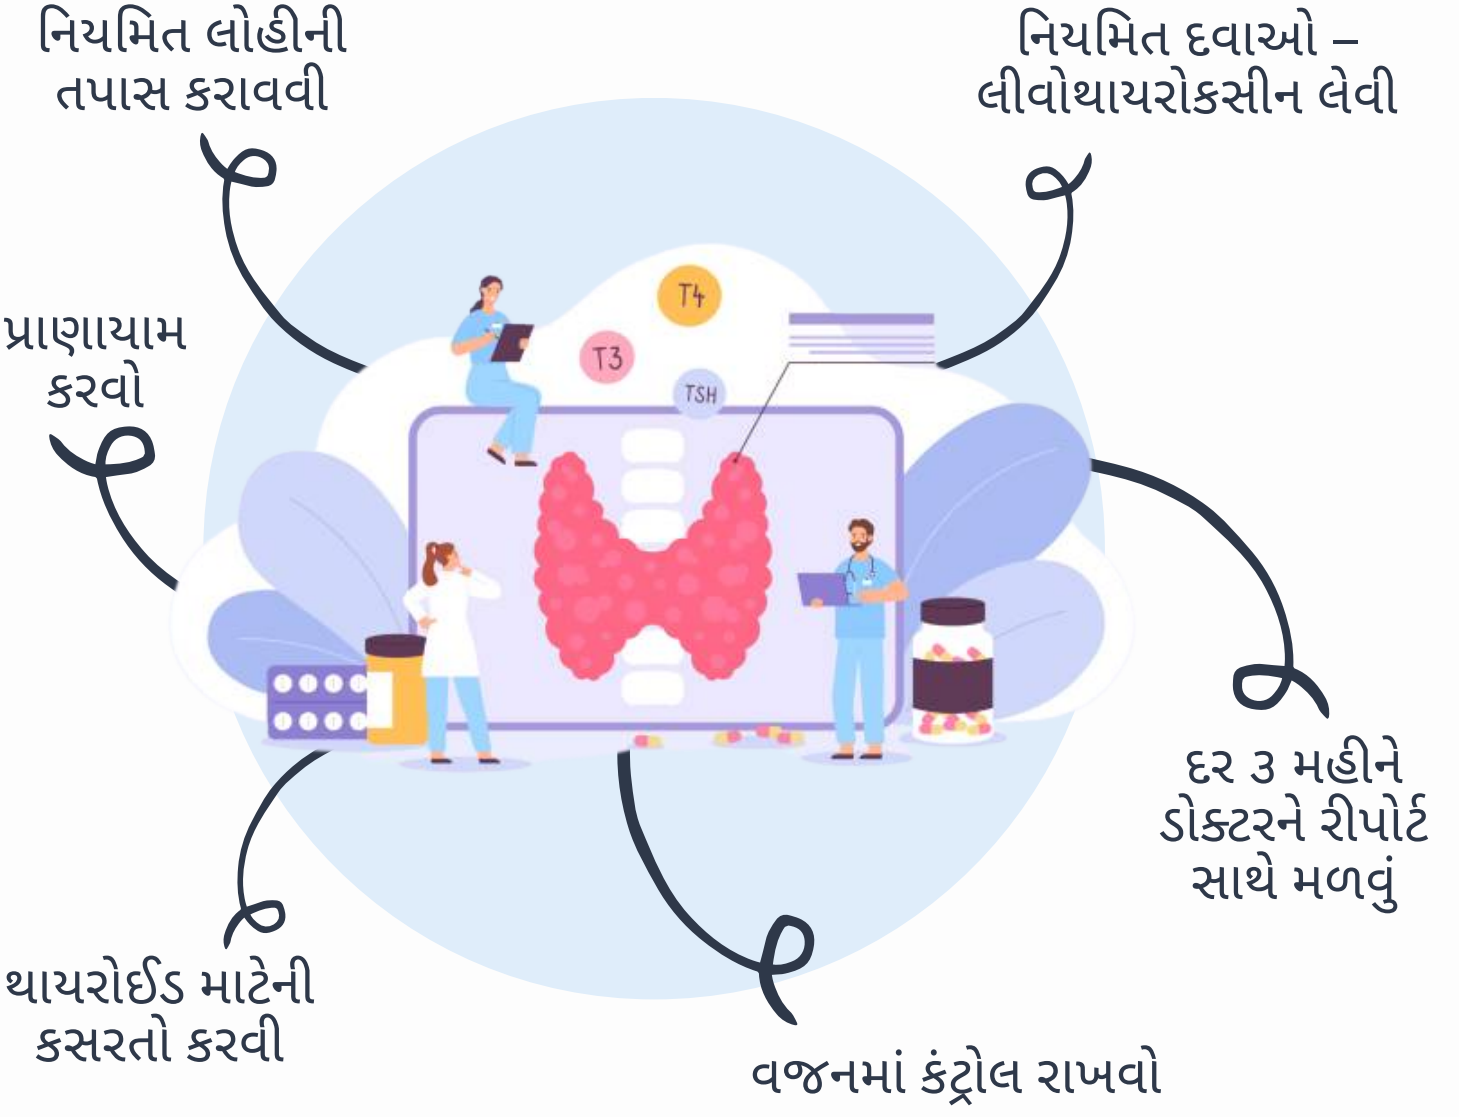 નિયમિત લોહીની
તપાસ કરાવવી
નિયમિત દવાઓ –
લીવોથાયરોકસીન લેવી
T4
T3
TSH
પ્રાણાયામ
કરવો
દર ૩ મહીને
ડોક્ટરને રીપોર્ટ
સાથે મળવું
થાયરોઈડ માટેની
કસરતો કરવી
વજનમાં કંટ્રોલ રાખવો